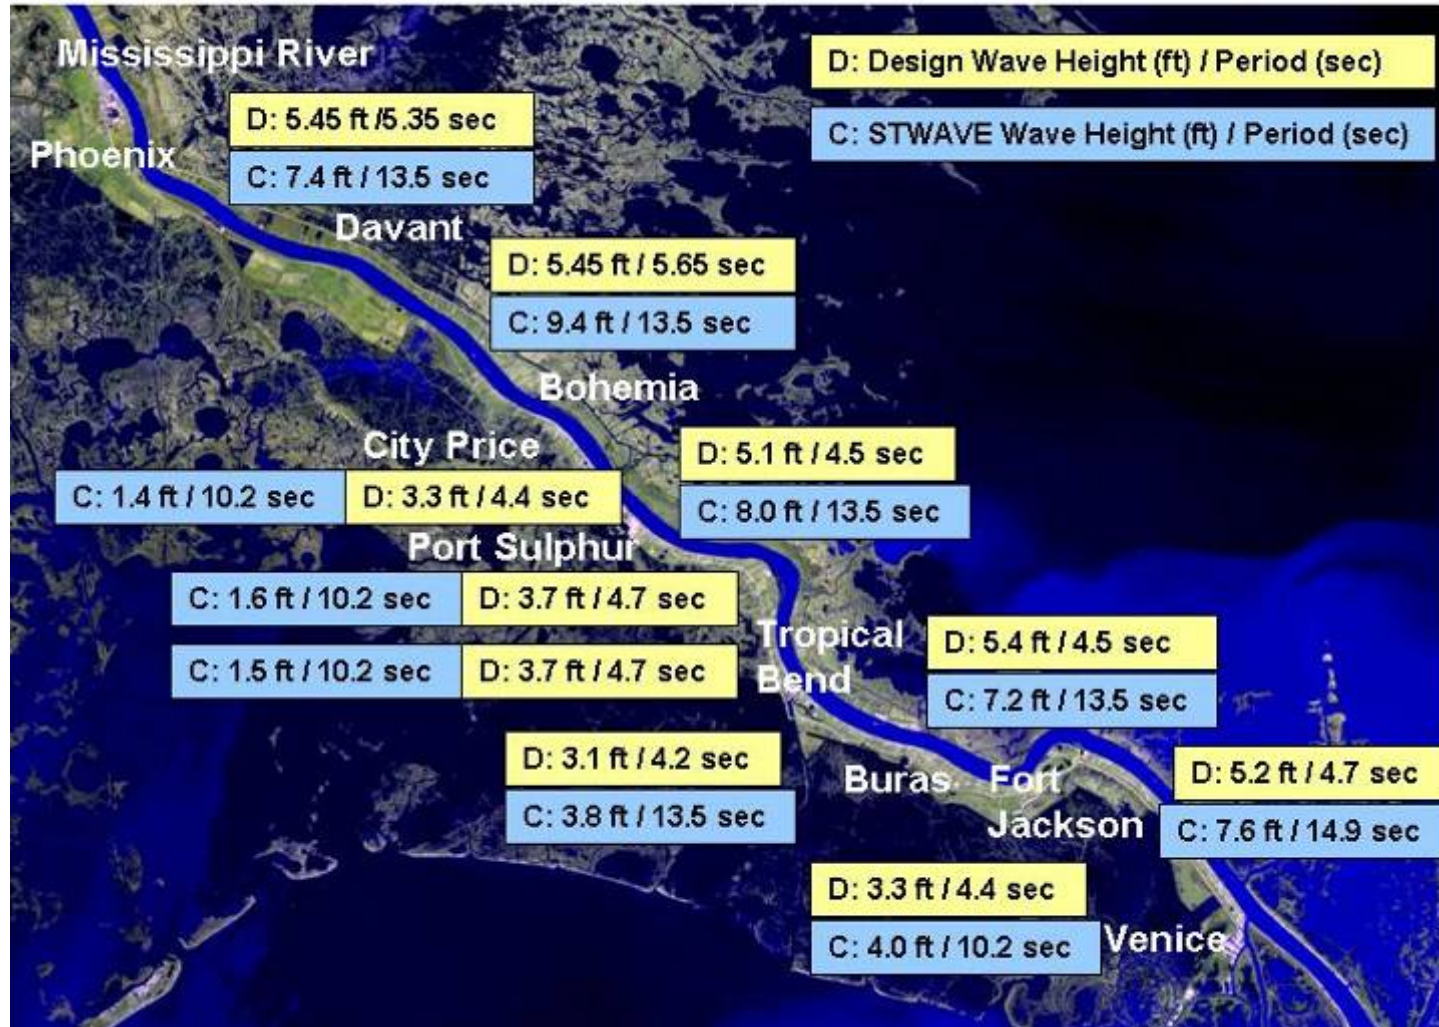 Mississippi River
D: Design Wave Height (ft) / Period (sec)
C: STWAVE Wave Height (ft) / Period (sec)
D: 5.45 ft /5.35 sec
Phoenix
C: 7.4 ft / 13.5 sec
Davant
D: 5.45 ft / 5.65 sec
C: 9.4 ft / 13.5 sec
Bohemia
City Price
D: 5.1 ft / 4.5 sec
C: 1.4 ft / 10.2 sec
D: 3.3 ft / 4.4 sec
C: 8.0 ft / 13.5 sec
Port Sulphur
C: 1.6 ft / 10.2 sec
D: 3.7 ft / 4.7 sec
Tropical
Bend
D: 5.4 ft / 4.5 sec
C: 1.5 ft / 10.2 sec
D: 3.7 ft / 4.7 sec
C: 7.2 ft / 13.5 sec
D: 3.1 ft / 4.2 sec
C: 3.8 ft / 13.5 sec
Buras
Fort
Jackson
D: 5.2 ft / 4.7 sec
C: 7.6 ft / 14.9 sec
D: 3.3 ft / 4.4 sec
C: 4.0 ft / 10.2 sec
Venice